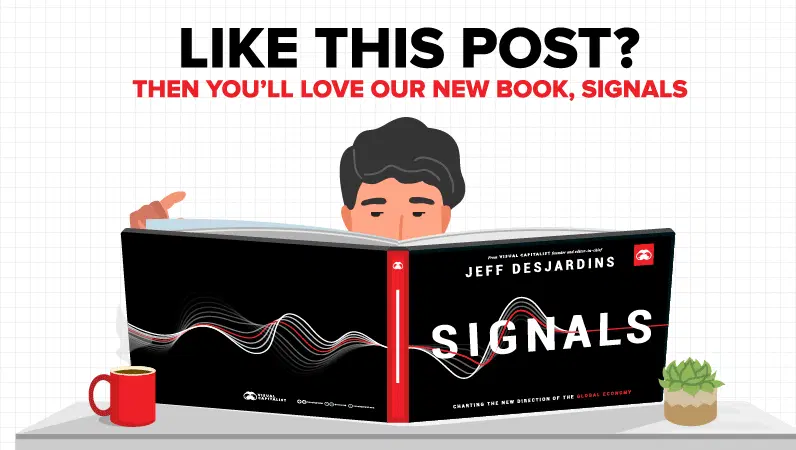 LIKE THIS POST?
THEN YOU’LL LOVE OUR NEW BOOK, SIGNALS
From VISUAL CAPITALIST founder and editor-in-chief
JEFF DESJARDINS
SIGNALS
CHARTING THE NEW DIRECTION OF THE GLOBAL ECONOMY
VISUAL
CAPITALIST